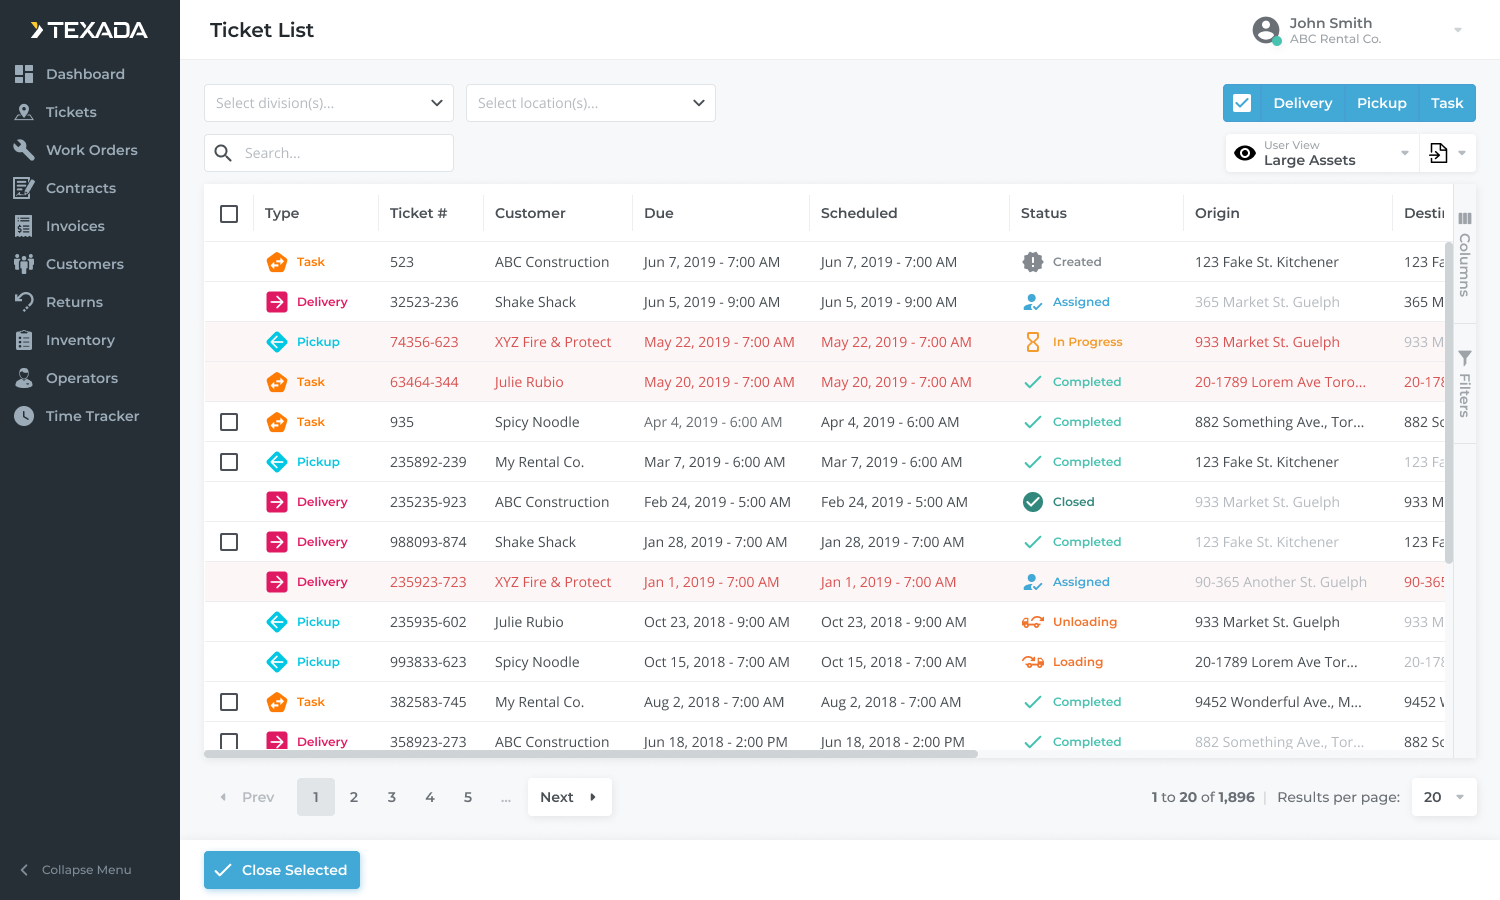 TEXADA
Dashboard
Tickets
Work Orders
Contracts
Invoices
Customers
Returns
Inventory
Operators
Time Tracker
Collapse Menu
Ticket List
John Smith
ABC Rental Co.
Select division(s)...
Select location(s)...
Delivery Pickup Task
Search...
User View
Large Assets
Type Ticket # Customer Due Scheduled Status Origin Destin
Task 523 ABC Construction Jun 7, 2019 - 7:00 AM Jun 7, 2019 - 7:00 AM Created 123 Fake St. Kitchener 123 Fa
Delivery 32523-236 Shake Shack Jun 5, 2019 - 9:00 AM Jun 5, 2019 - 9:00 AM Assigned 365 Market St. Guelph 365 M
Pickup 74356-623 XYZ Fire & Protect May 22, 2019 - 7:00 AM May 22, 2019 - 7:00 AM In Progress 933 Market St. Guelph 933 M
Task 63464-344 Julie Rubio May 20, 2019 - 7:00 AM May 20, 2019 - 7:00 AM Completed 20-1789 Lorem Ave Toro... 20-178
Task 935 Spicy Noodle Apr 4, 2019 - 6:00 AM Apr 4, 2019 - 6:00 AM Completed 882 Something Ave., Tor... 882 So
Pickup 235892-239 My Rental Co. Mar 7, 2019 - 6:00 AM Mar 7, 2019 - 6:00 AM Completed 123 Fake St. Kitchener 123 Fa
Delivery 235235-923 ABC Construction Feb 24, 2019 - 5:00 AM Feb 24, 2019 - 5:00 AM Closed 933 Market St. Guelph 933 M
Delivery 988093-874 Shake Shack Jan 28, 2019 - 7:00 AM Jan 28, 2019 - 7:00 AM Completed 123 Fake St. Kitchener 123 Fa
Delivery 235923-723 XYZ Fire & Protect Jan 1, 2019 - 7:00 AM Jan 1, 2019 - 7:00 AM Assigned 90-365 Another St. Guelph 90-365
Pickup 235935-602 Julie Rubio Oct 23, 2018 - 9:00 AM Oct 23, 2018 - 9:00 AM Unloading 933 Market St. Guelph 933 M
Pickup 993833-623 Spicy Noodle Oct 15, 2018 - 7:00 AM Oct 15, 2018 - 7:00 AM Loading 20-1789 Lorem Ave Tor... 20-178
Task 382583-745 My Rental Co. Aug 2, 2018 - 7:00 AM Aug 2, 2018 - 7:00 AM Completed 9452 Wonderful Ave., M... 9452 W
Delivery 358923-273 ABC Construction Jun 18, 2018 - 2:00 PM Jun 18, 2018 - 2:00 PM Completed 882 Something Ave., Tor... 882 So
Columns
Filters
Prev 1 2 3 4 5 ... Next
1 to 20 of 1,896 | Results per page: 20
Close Selected